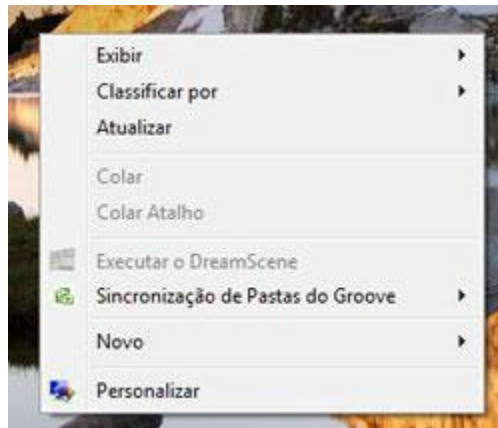 Exibir
Classificar por
Atualizar
Colar
Colar Atalho
Executar o DreamScene
Sincronização de Pastas do Groove
Novo
Personalizar